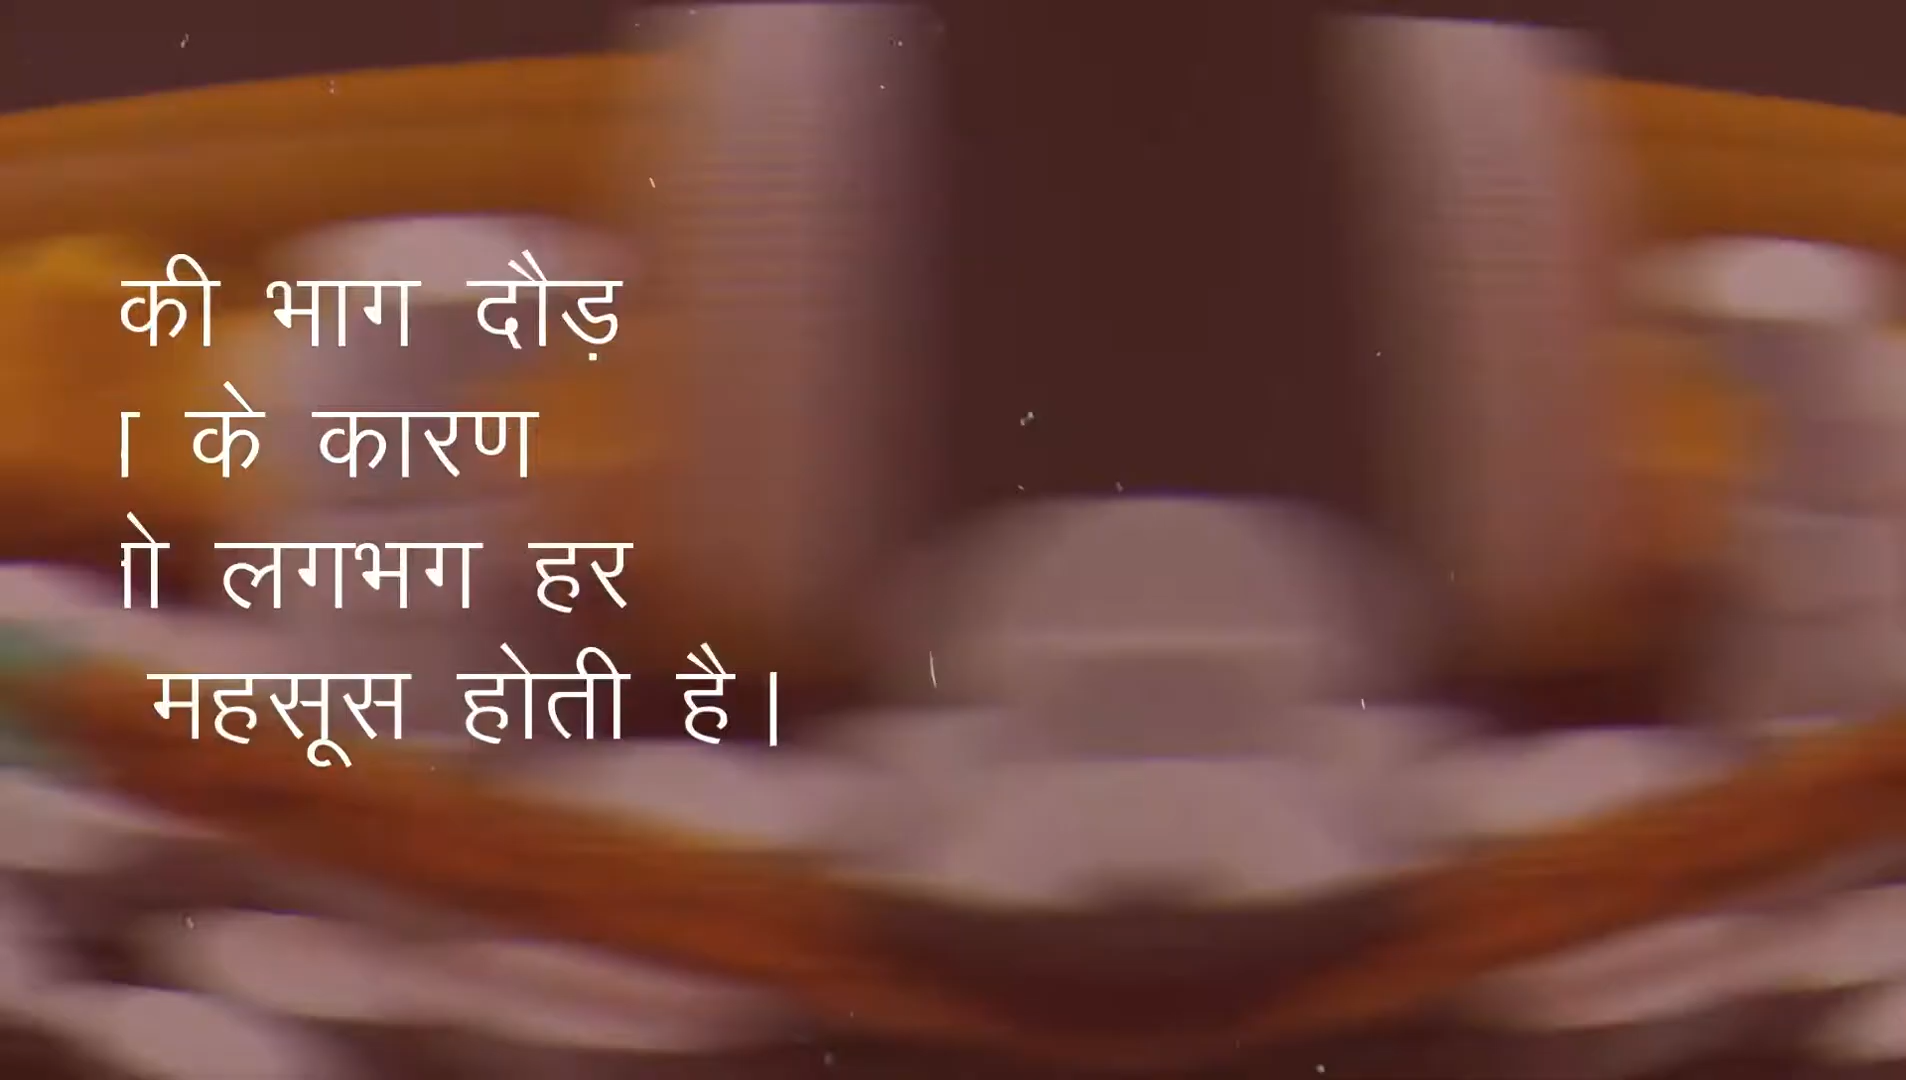 की भाग दौड़
के कारण
लगभग हर
महसूस होती है।